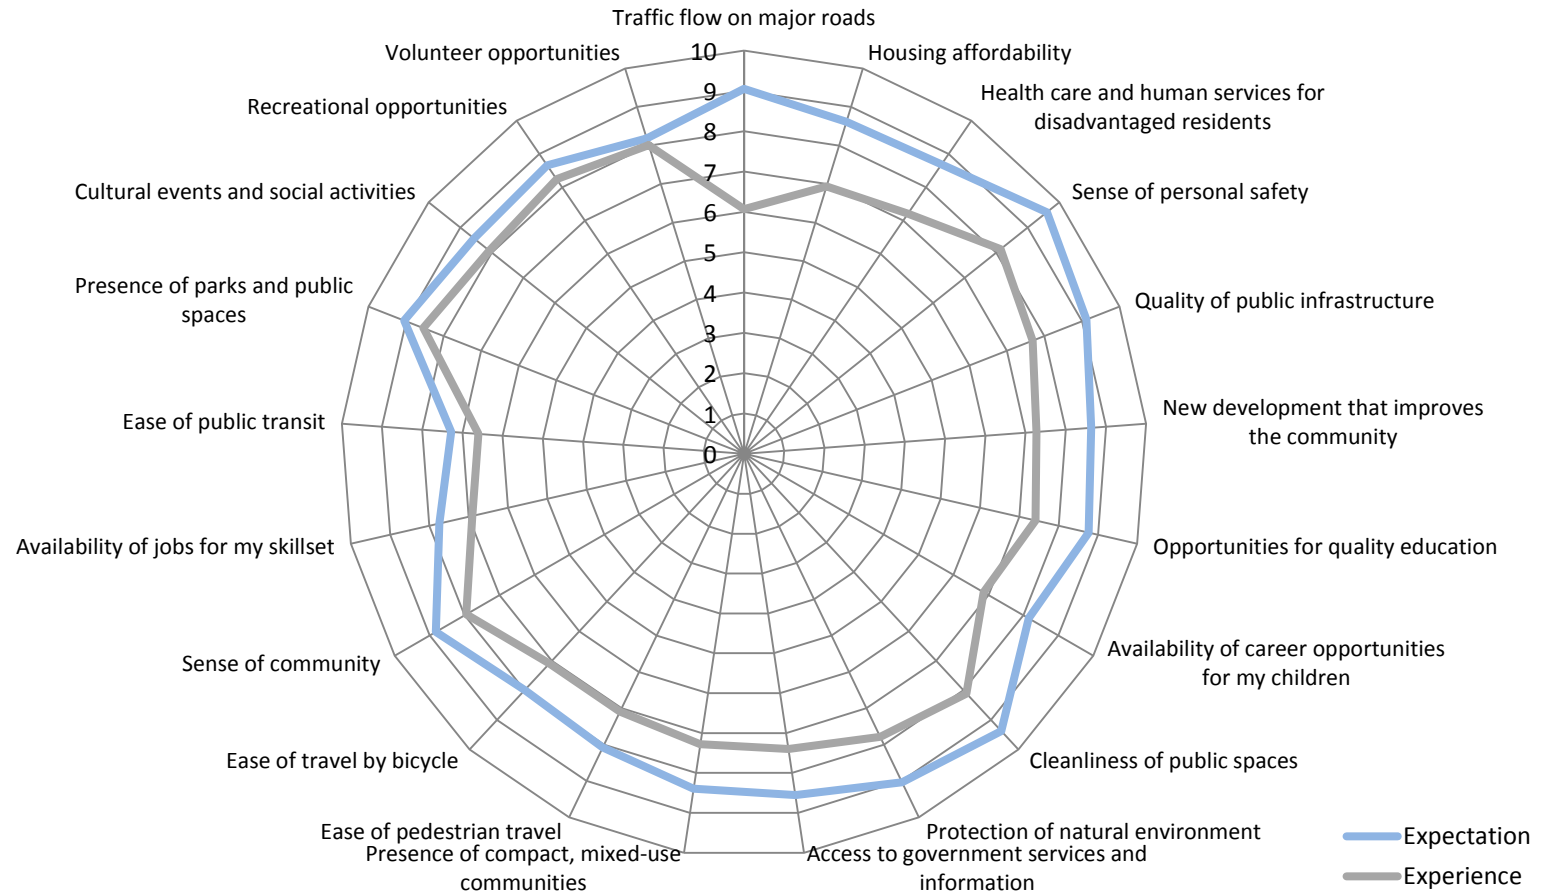 Traffic flow on major roads
Volunteer opportunities
Housing affordability
Recreational opportunities
Health care and human services for
disadvantaged residents
Cultural events and social activities
Sense of personal safety
Presence of parks and public
spaces
Quality of public infrastructure
Ease of public transit
New development that improves
the community
Availability of jobs for my skillset
Opportunities for quality education
Sense of community
Availability of career opportunities
for my children
Ease of travel by bicycle
Cleanliness of public spaces
Ease of pedestrian travel
Protection of natural environment
Presence of compact, mixed-use
communities
Access to government services and
information
10
9
8
7
6
5
4
3
2
1
0
Expectation
Experience